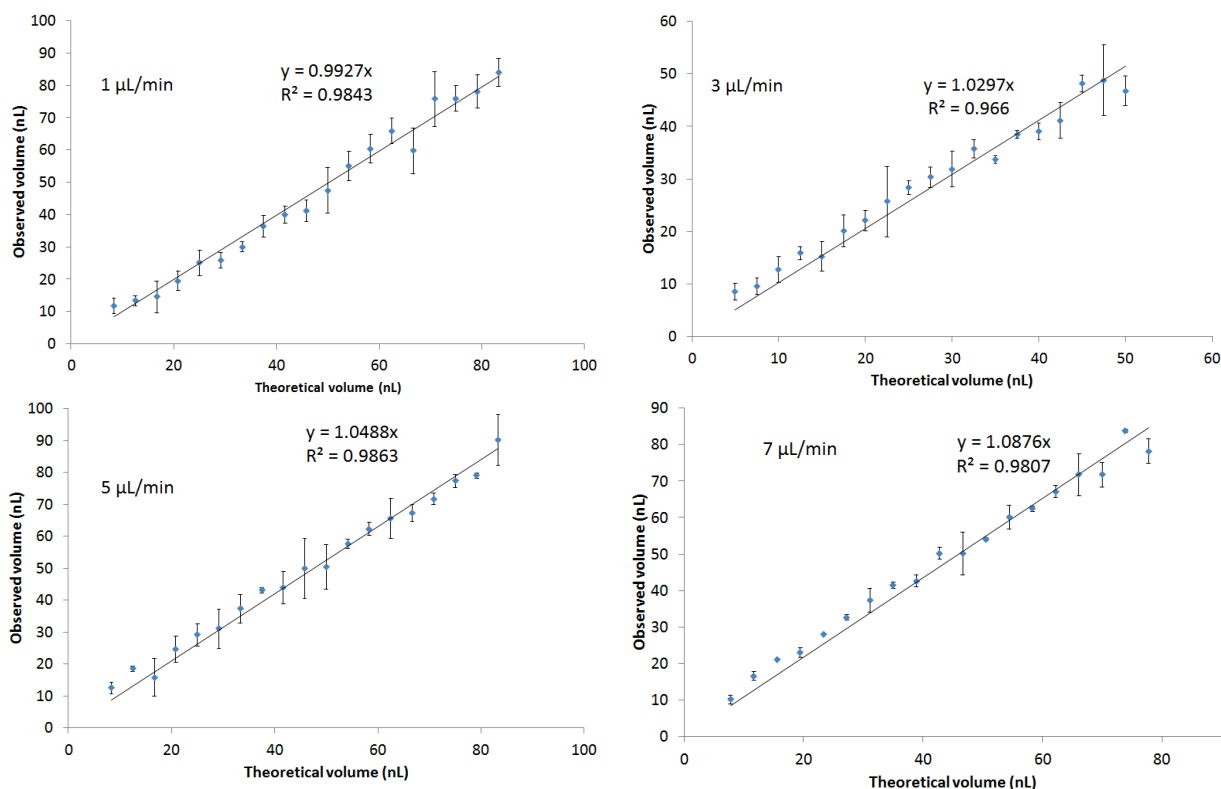 100
90
80
70
60
50
40
30
20
10
0
Observed volume (nL)
1 µL/min
y = 0.9927x
R² = 0.9843
0 20 40 60 80 100
Theoretical volume (nL)
60
50
40
30
20
10
0
Observed volume (nL)
3 µL/min
y = 1.0297x
R² = 0.966
0 10 20 30 40 50 60
Theoretical volume (nL)
100
90
80
70
60
50
40
30
20
10
0
Observed volume (nL)
5 µL/min
y = 1.0488x
R² = 0.9863
0 20 40 60 80 100
Theoretical volume (nL)
90
80
70
60
50
40
30
20
10
0
Observed volume (nL)
7 µL/min
y = 1.0876x
R² = 0.9807
0 20 40 60 80
Theoretical volume (nL)